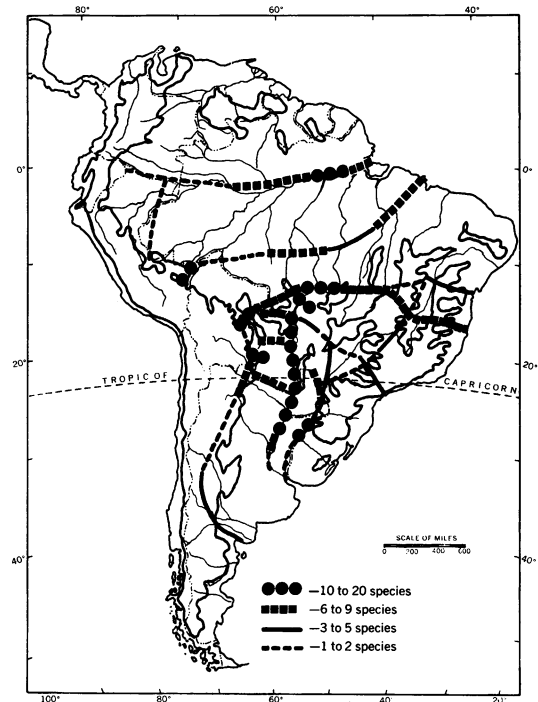 80° 60° 40°
0° 0°
20° 20°
TROPIC OF CAPRICORN
SCALE OF MILES
0 200 400 600
40° 40°
–10 to 20 species
–6 to 9 species
–3 to 5 species
–1 to 2 species
100° 80° 60° 40° 20°